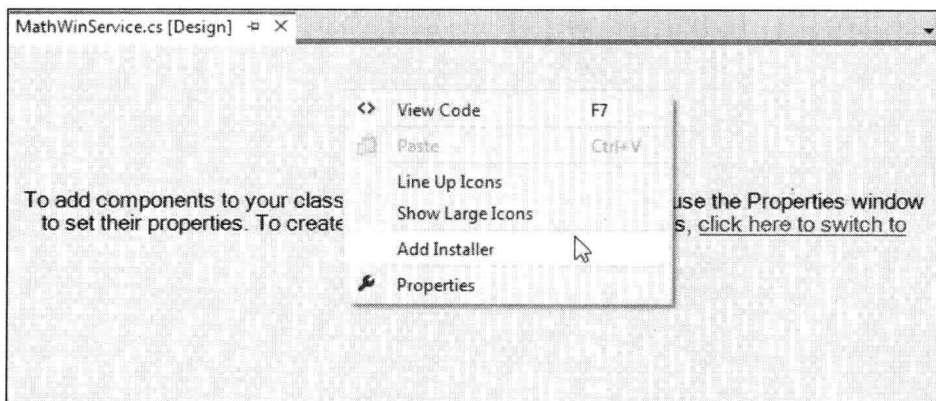 MathWinService.cs [Design]
View Code F7
Paste Ctrl+V
Line Up Icons
To add components to your class use the Properties window
Show Large Icons
to set their properties. To create s, click here to switch to
Add Installer
Properties